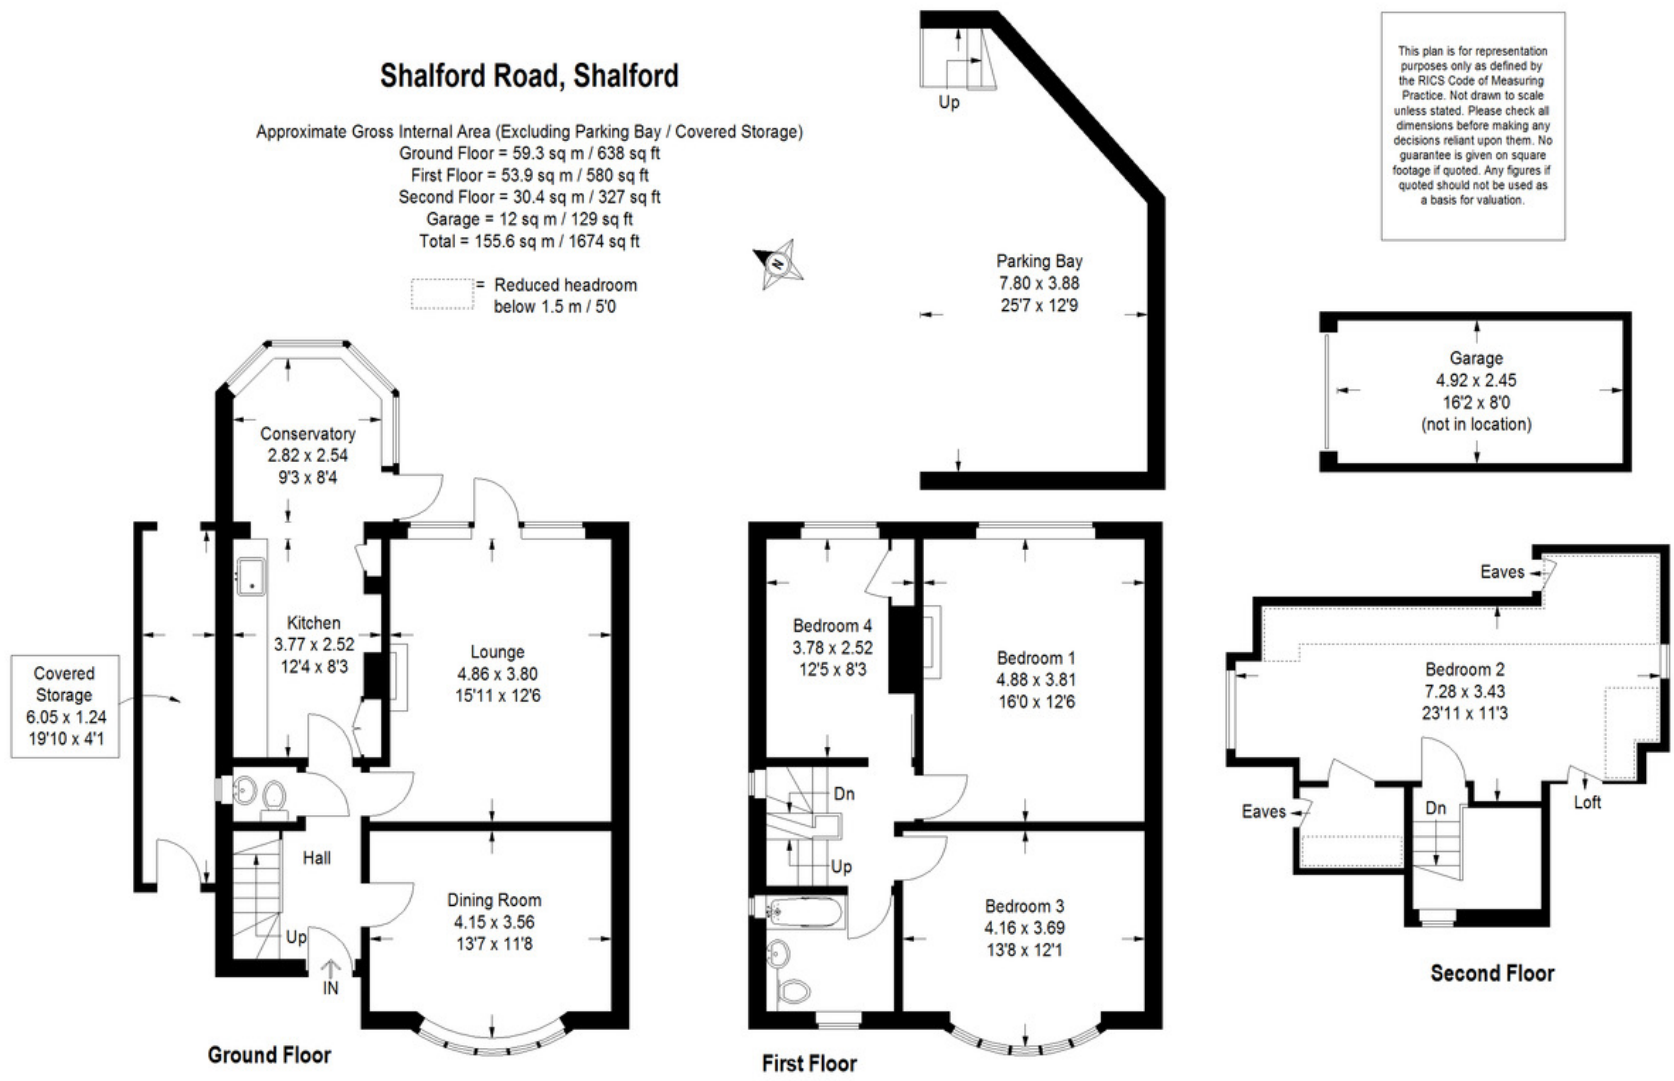 Shalford Road, Shalford
Approximate Gross Internal Area (Excluding Parking Bay / Covered Storage)
Ground Floor = 59.3 sq m / 638 sq ft
First Floor = 53.9 sq m / 580 sq ft
Second Floor = 30.4 sq m / 327 sq ft
Garage = 12 sq m / 129 sq ft
Total = 155.6 sq m / 1674 sq ft
= Reduced headroom
below 1.5 m / 5'0
N
Up
Parking Bay
7.80 x 3.88
25'7 x 12'9
This plan is for representation
purposes only as defined by
the RICS Code of Measuring
Practice. Not drawn to scale
unless stated. Please check all
dimensions before making any
decisions reliant upon them. No
guarantee is given on square
footage if quoted. Any figures if
quoted should not be used as
a basis for valuation.
Garage
4.92 x 2.45
16'2 x 8'0
(not in location)
Conservatory
2.82 x 2.54
9'3 x 8'4
Kitchen
3.77 x 2.52
12'4 x 8'3
Lounge
4.86 x 3.80
15'11 x 12'6
Covered
Storage
6.05 x 1.24
19'10 x 4'1
Hall
Up
IN
Dining Room
4.15 x 3.56
13'7 x 11'8
Ground Floor
Bedroom 4
3.78 x 2.52
12'5 x 8'3
Bedroom 1
4.88 x 3.81
16'0 x 12'6
Dn
Up
Bedroom 3
4.16 x 3.69
13'8 x 12'1
First Floor
Eaves
Bedroom 2
7.28 x 3.43
23'11 x 11'3
Eaves
Dn
Loft
Second Floor